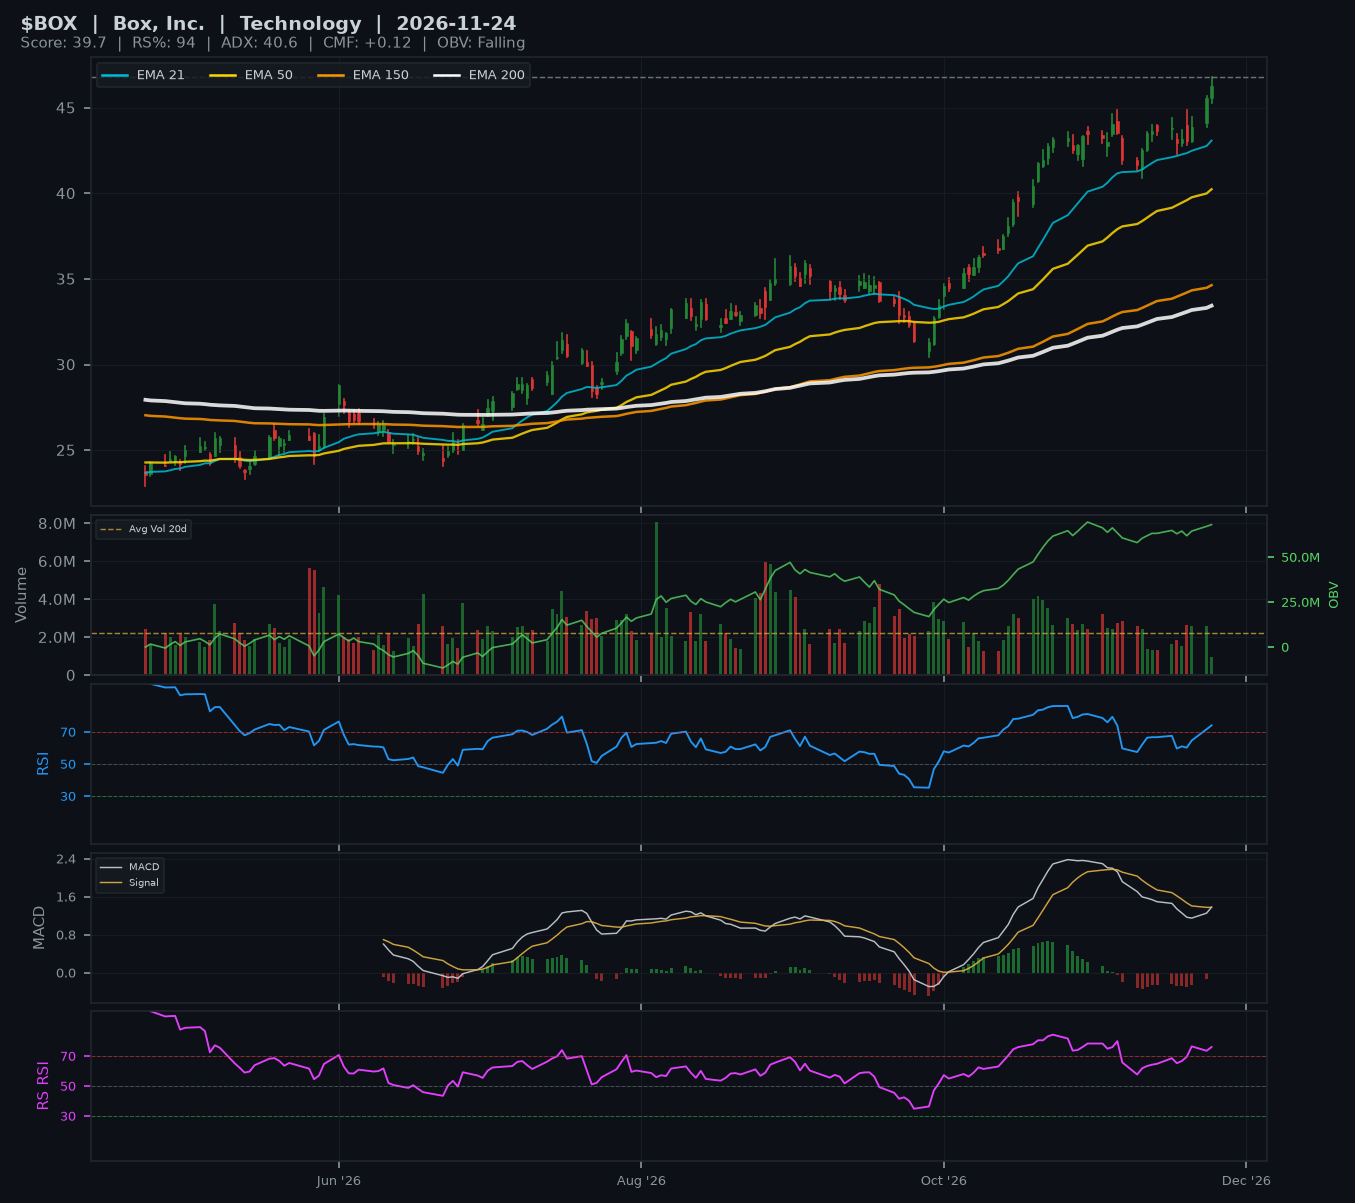 $BOX | Box, Inc. | Technology | 2026-11-24
Score: 39.7 | RS%: 94 | ADX: 40.6 | CMF: +0.12 | OBV: Falling
EMA 21 EMA 50 EMA 150 EMA 200
45
40
35
30
25
Avg Vol 20d
8.0M
6.0M
4.0M
2.0M
0
Volume
50.0M
25.0M
0
OBV
70
50
30
RSI
MACD
Signal
2.4
1.6
0.8
0.0
MACD
70
50
30
RS RSI
Jun '26 Aug '26 Oct '26 Dec '26